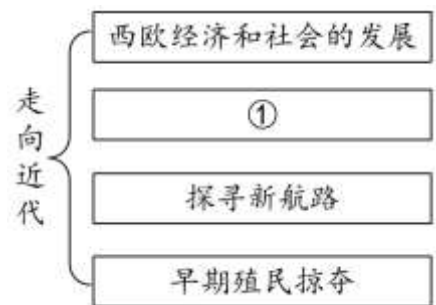 走向近代
西欧经济和社会的发展
①
探寻新航路
早期殖民掠夺